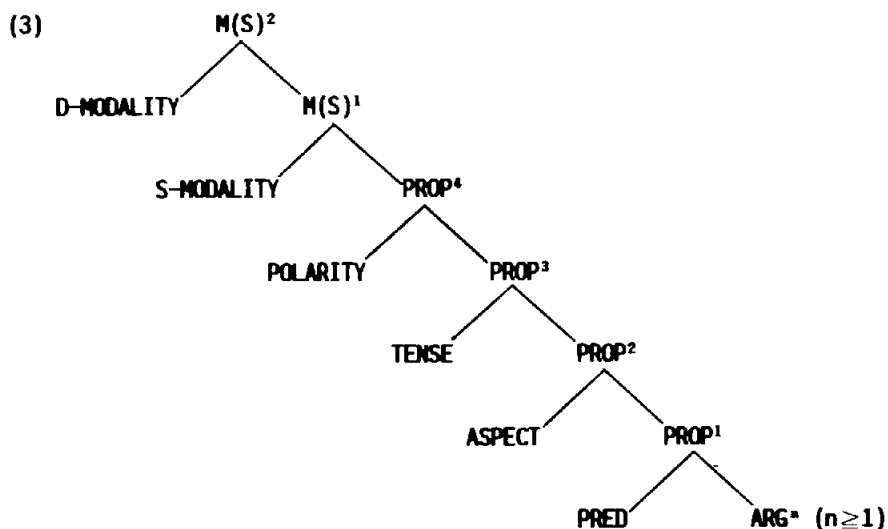 (3) M(S)²
D-MODALITY M(S)¹
S-MODALITY PROP⁴
POLARITY PROP³
TENSE PROP²
ASPECT PROP¹
PRED ARGⁿ (n≧1)